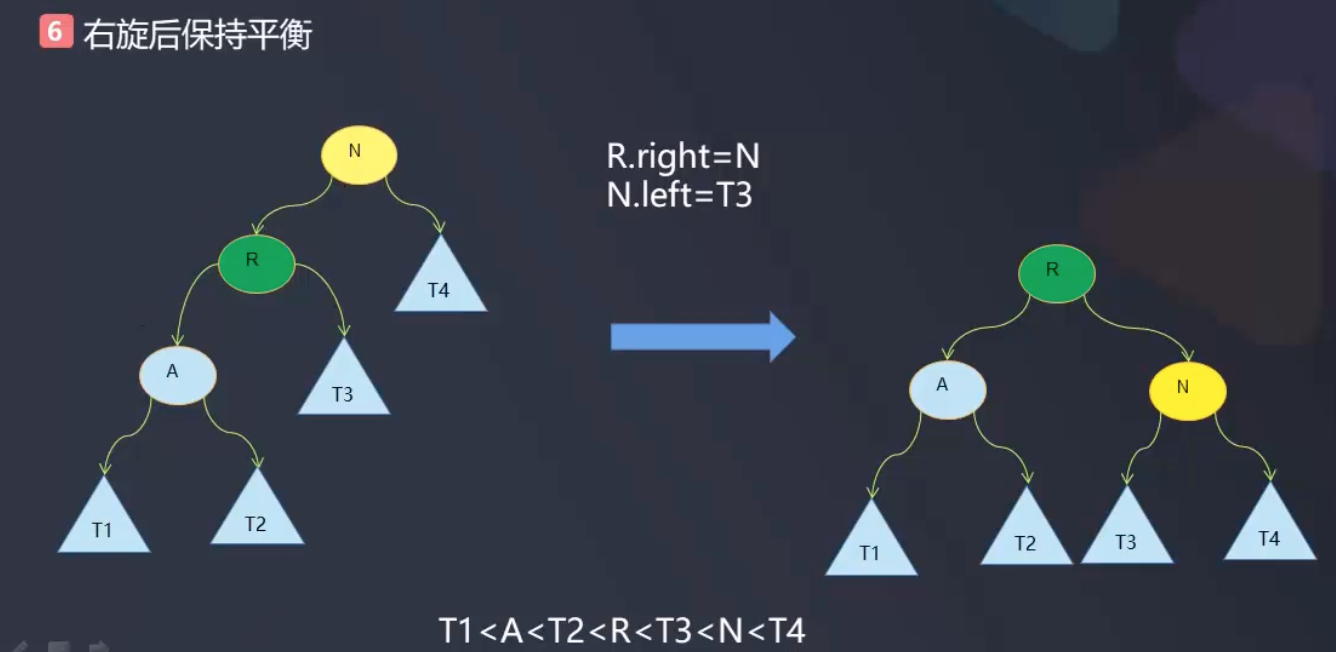 6 右旋后保持平衡
N
R.right=N
N.left=T3
R
T4
A
T3
T1
T2
R
A
N
T1
T2
T3
T4
T1<A<T2<R<T3<N<T4